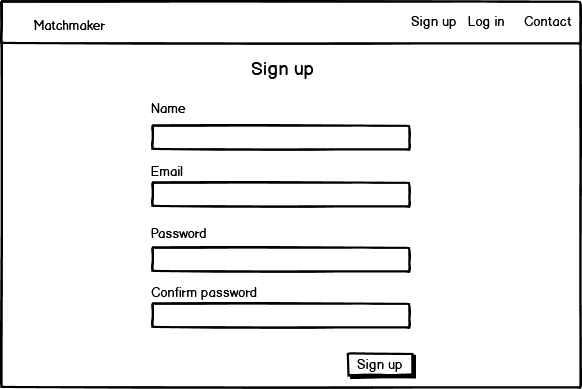 Matchmaker Sign up Log in Contact
Sign up
Name
Email
Password
Confirm password
Sign up